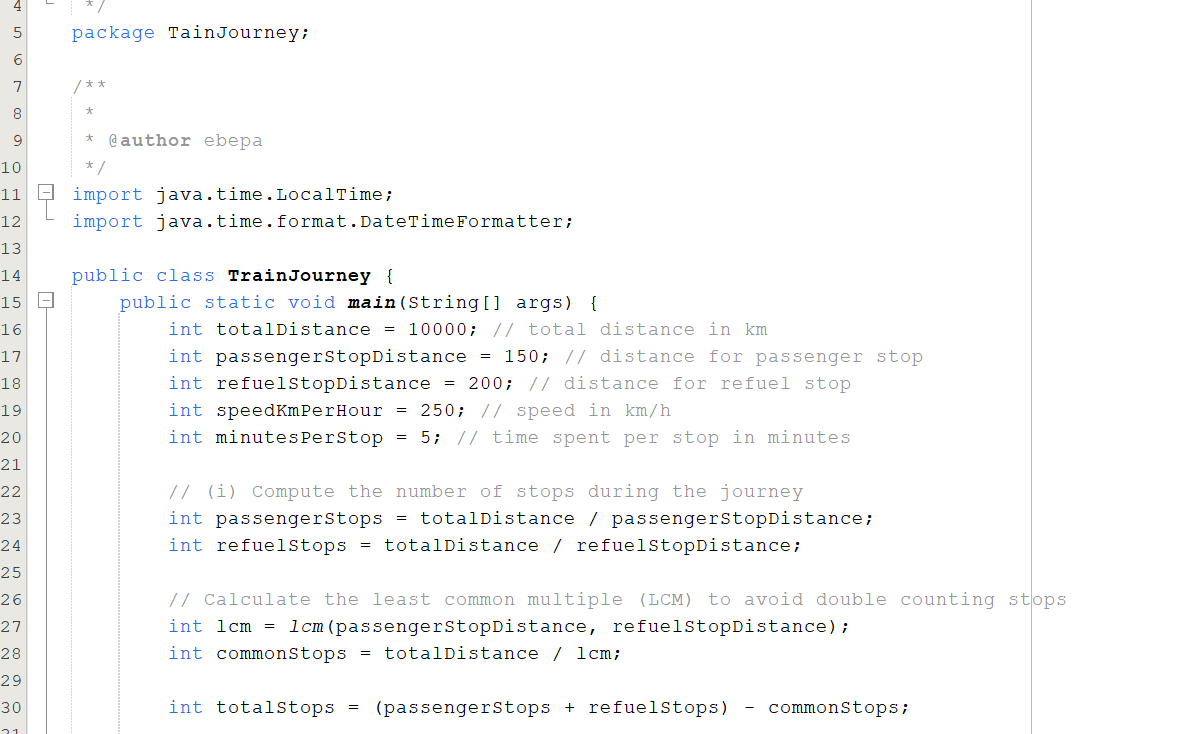 4 */
5 package TainJourney;
6
7 /**
8 *
9 * @author ebepa
10 */
11 import java.time.LocalTime;
12 import java.time.format.DateTimeFormatter;
13
14 public class TrainJourney {
15 public static void main(String[] args) {
16 int totalDistance = 10000; // total distance in km
17 int passengerStopDistance = 150; // distance for passenger stop
18 int refuelStopDistance = 200; // distance for refuel stop
19 int speedKmPerHour = 250; // speed in km/h
20 int minutesPerStop = 5; // time spent per stop in minutes
21
22 // (i) Compute the number of stops during the journey
23 int passengerStops = totalDistance / passengerStopDistance;
24 int refuelStops = totalDistance / refuelStopDistance;
25
26 // Calculate the least common multiple (LCM) to avoid double counting stops
27 int lcm = lcm(passengerStopDistance, refuelStopDistance);
28 int commonStops = totalDistance / lcm;
29
30 int totalStops = (passengerStops + refuelStops) - commonStops;
31